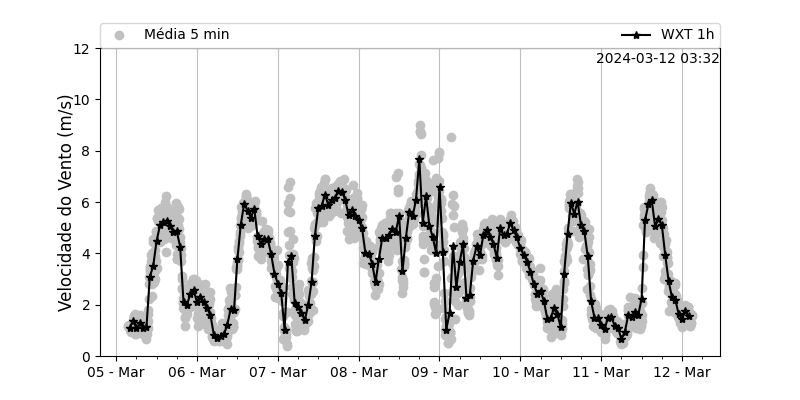 Média 5 min
WXT 1h
2024-03-12 03:32
Velocidade do Vento (m/s)
12
10
8
6
4
2
0
05 - Mar 06 - Mar 07 - Mar 08 - Mar 09 - Mar 10 - Mar 11 - Mar 12 - Mar